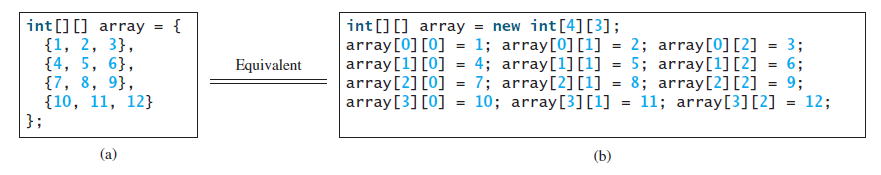 int[][] array = {
  {1, 2, 3},
  {4, 5, 6},
  {7, 8, 9},
  {10, 11, 12}
};
(a)
Equivalent
int[][] array = new int[4][3];
array[0][0] = 1; array[0][1] = 2; array[0][2] = 3;
array[1][0] = 4; array[1][1] = 5; array[1][2] = 6;
array[2][0] = 7; array[2][1] = 8; array[2][2] = 9;
array[3][0] = 10; array[3][1] = 11; array[3][2] = 12;
(b)